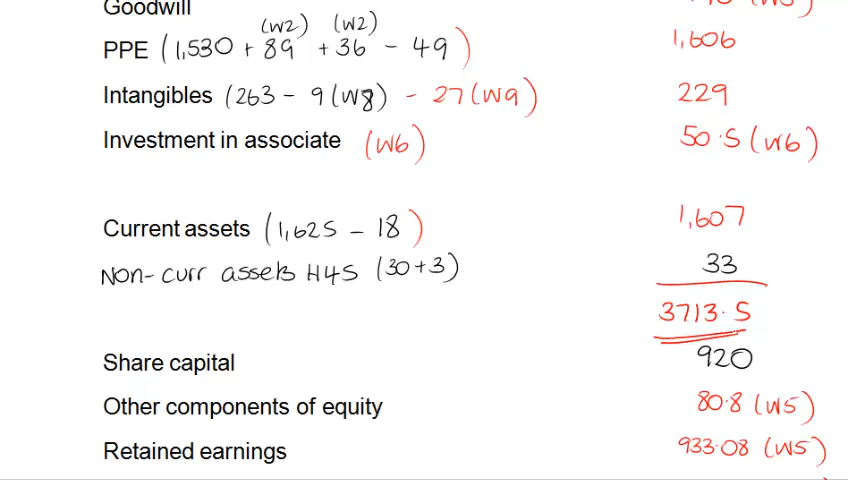 Goodwill
(W2) (W2)
PPE (1,530 + 89 + 36 - 49) 1,606
Intangibles (263 - 9(W8) - 27(W9) 229
Investment in associate (W6) 50.5 (W6)
Current assets (1,625 - 18) 1,607
Non-curr assets H4S (30+3) 33
3713.5
Share capital 920
Other components of equity 80.8 (W5)
Retained earnings 933.08 (W5)